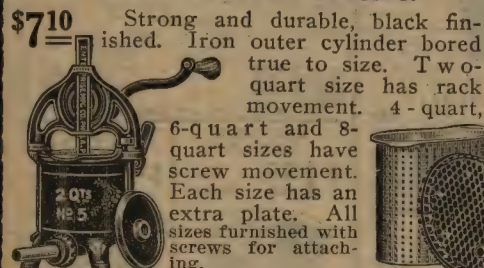 $7 10 Strong and durable, black fin-
ished. Iron outer cylinder bored
true to size. Two-
quart size has rack
movement. 4-quart,
6-quart and 8-
quart sizes have
screw movement.
Each size has an
extra plate. All
sizes furnished with
screws for attach-
ing.
2 Qts
No 5